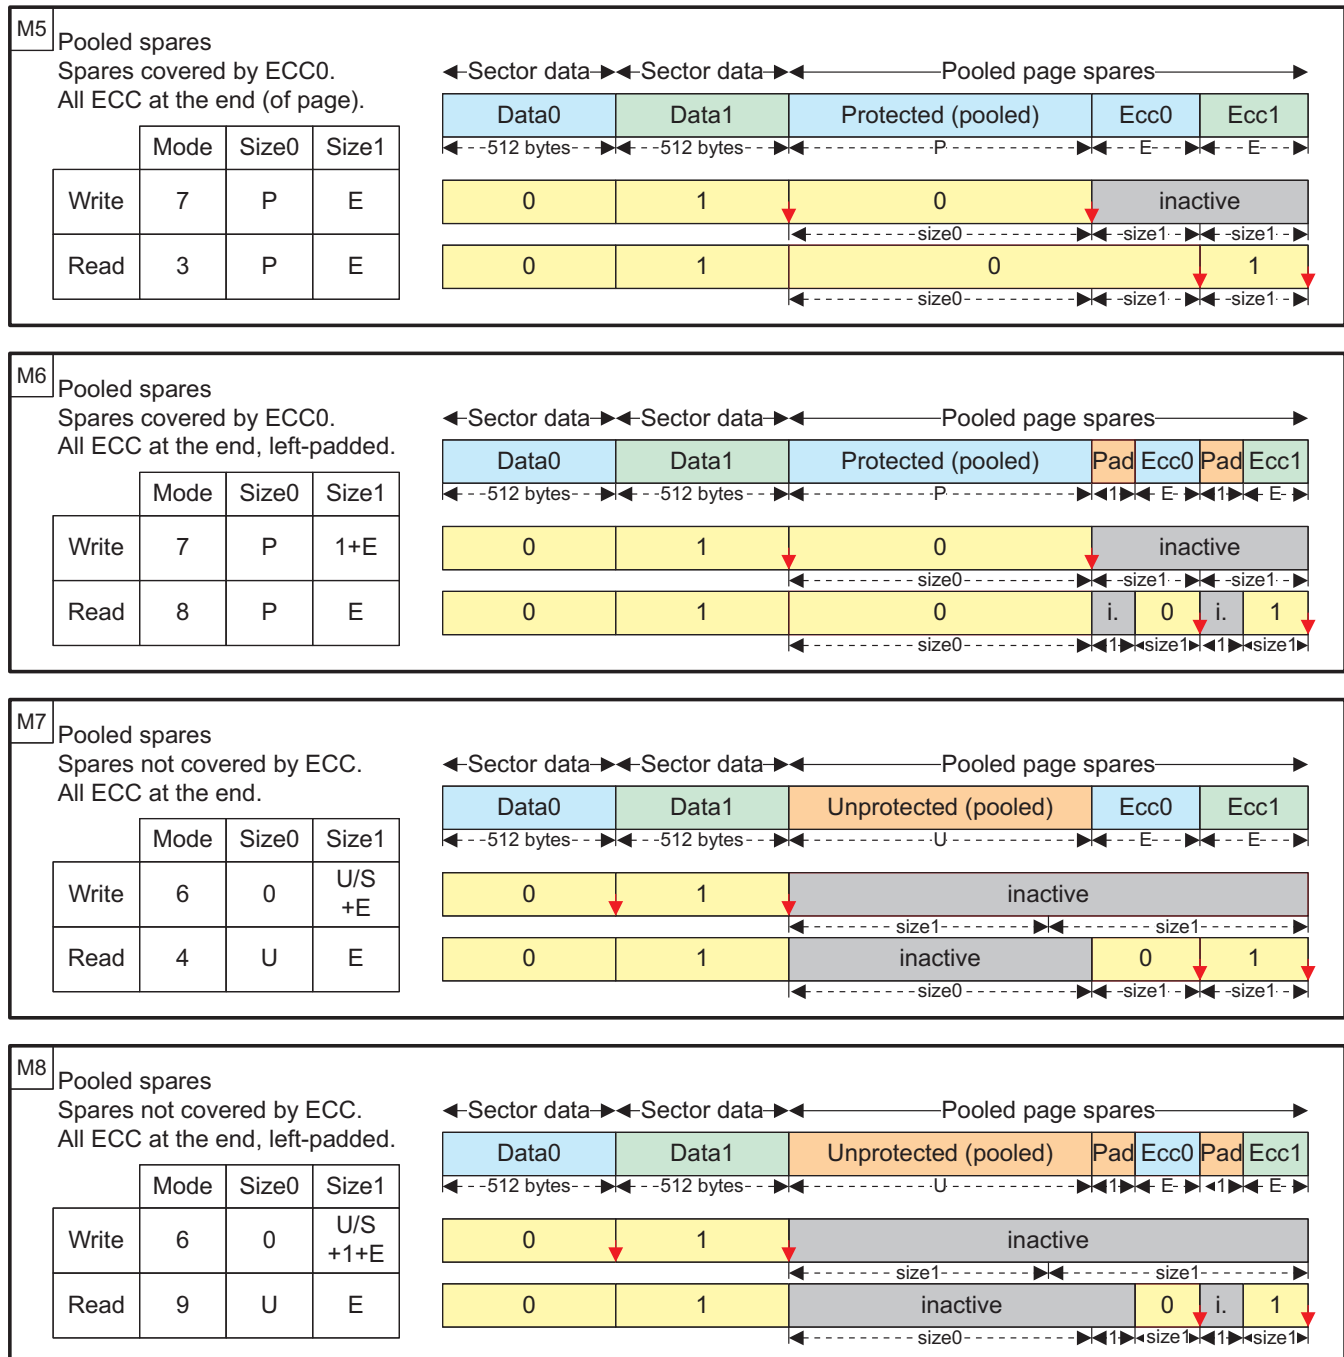 M5
Pooled spares
Spares covered by ECC0.
All ECC at the end (of page).
Mode Size0 Size1
Write 7 P E
Read 3 P E
Sector data Sector data Pooled page spares
Data0 Data1 Protected (pooled) Ecc0 Ecc1
512 bytes 512 bytes P E E
0 1 0 inactive
size0 size1 size1
0 1 0 1
size0 size1 size1
M6
Pooled spares
Spares covered by ECC0.
All ECC at the end, left-padded.
Mode Size0 Size1
Write 7 P 1+E
Read 8 P E
Sector data Sector data Pooled page spares
Data0 Data1 Protected (pooled) Pad Ecc0 Pad Ecc1
512 bytes 512 bytes P 1 E 1 E
0 1 0 inactive
size0 size1 size1
0 1 0 i. 0 i. 1
size0 1 size1 1 size1
M7
Pooled spares
Spares not covered by ECC.
All ECC at the end.
Mode Size0 Size1
Write 6 0 U/S
+E
Read 4 U E
Sector data Sector data Pooled page spares
Data0 Data1 Unprotected (pooled) Ecc0 Ecc1
512 bytes 512 bytes U E E
0 1 inactive
size1 size1
0 1 inactive 0 1
size0 size1 size1
M8
Pooled spares
Spares not covered by ECC.
All ECC at the end, left-padded.
Mode Size0 Size1
Write 6 0 U/S
+1+E
Read 9 U E
Sector data Sector data Pooled page spares
Data0 Data1 Unprotected (pooled) Pad Ecc0 Pad Ecc1
512 bytes 512 bytes U 1 E 1 E
0 1 inactive
size1 size1
0 1 inactive 0 i. 1
size0 1 size1 1 size1